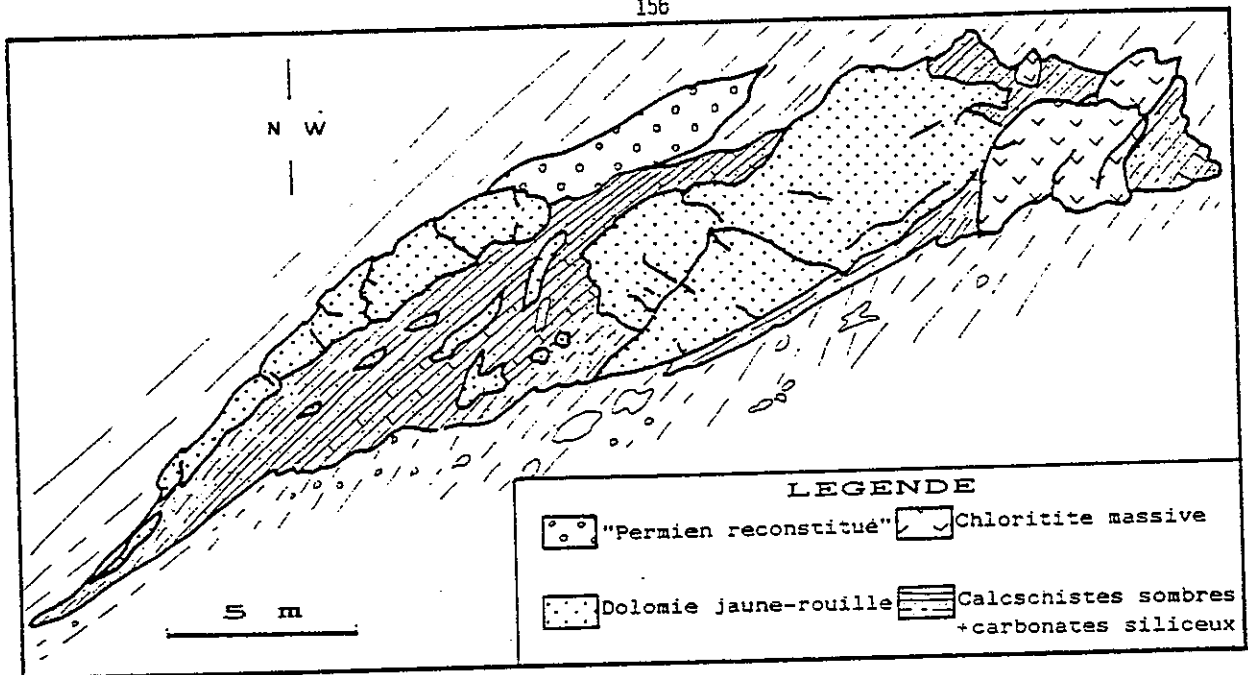 156
N W
LEGENDE
"Permien reconstitué"
Chloritite massive
Dolomie jaune-rouille
Calcschistes sombres
+carbonates siliceux
5 m